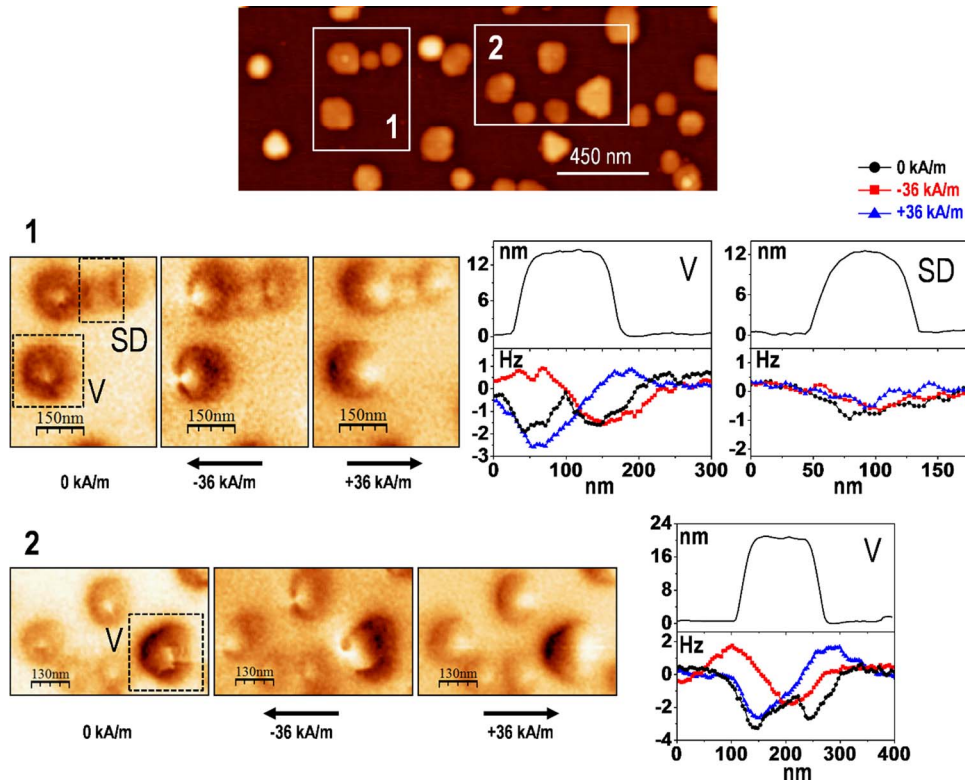 2
1
450 nm
0 kA/m
-36 kA/m
+36 kA/m
1
SD
V
150nm
150nm
150nm
0 kA/m
-36 kA/m
+36 kA/m
nm
V
12
6
0
Hz
1
0
-1
-2
-3
0 100 200 300
nm
nm
SD
12
6
0
Hz
1
0
-1
2
0 50 100 150
nm
2
V
130nm
130nm
130nm
0 kA/m
-36 kA/m
+36 kA/m
24
nm
V
16
8
0
Hz
2
0
-2
-4
0 100 200 300 400
nm